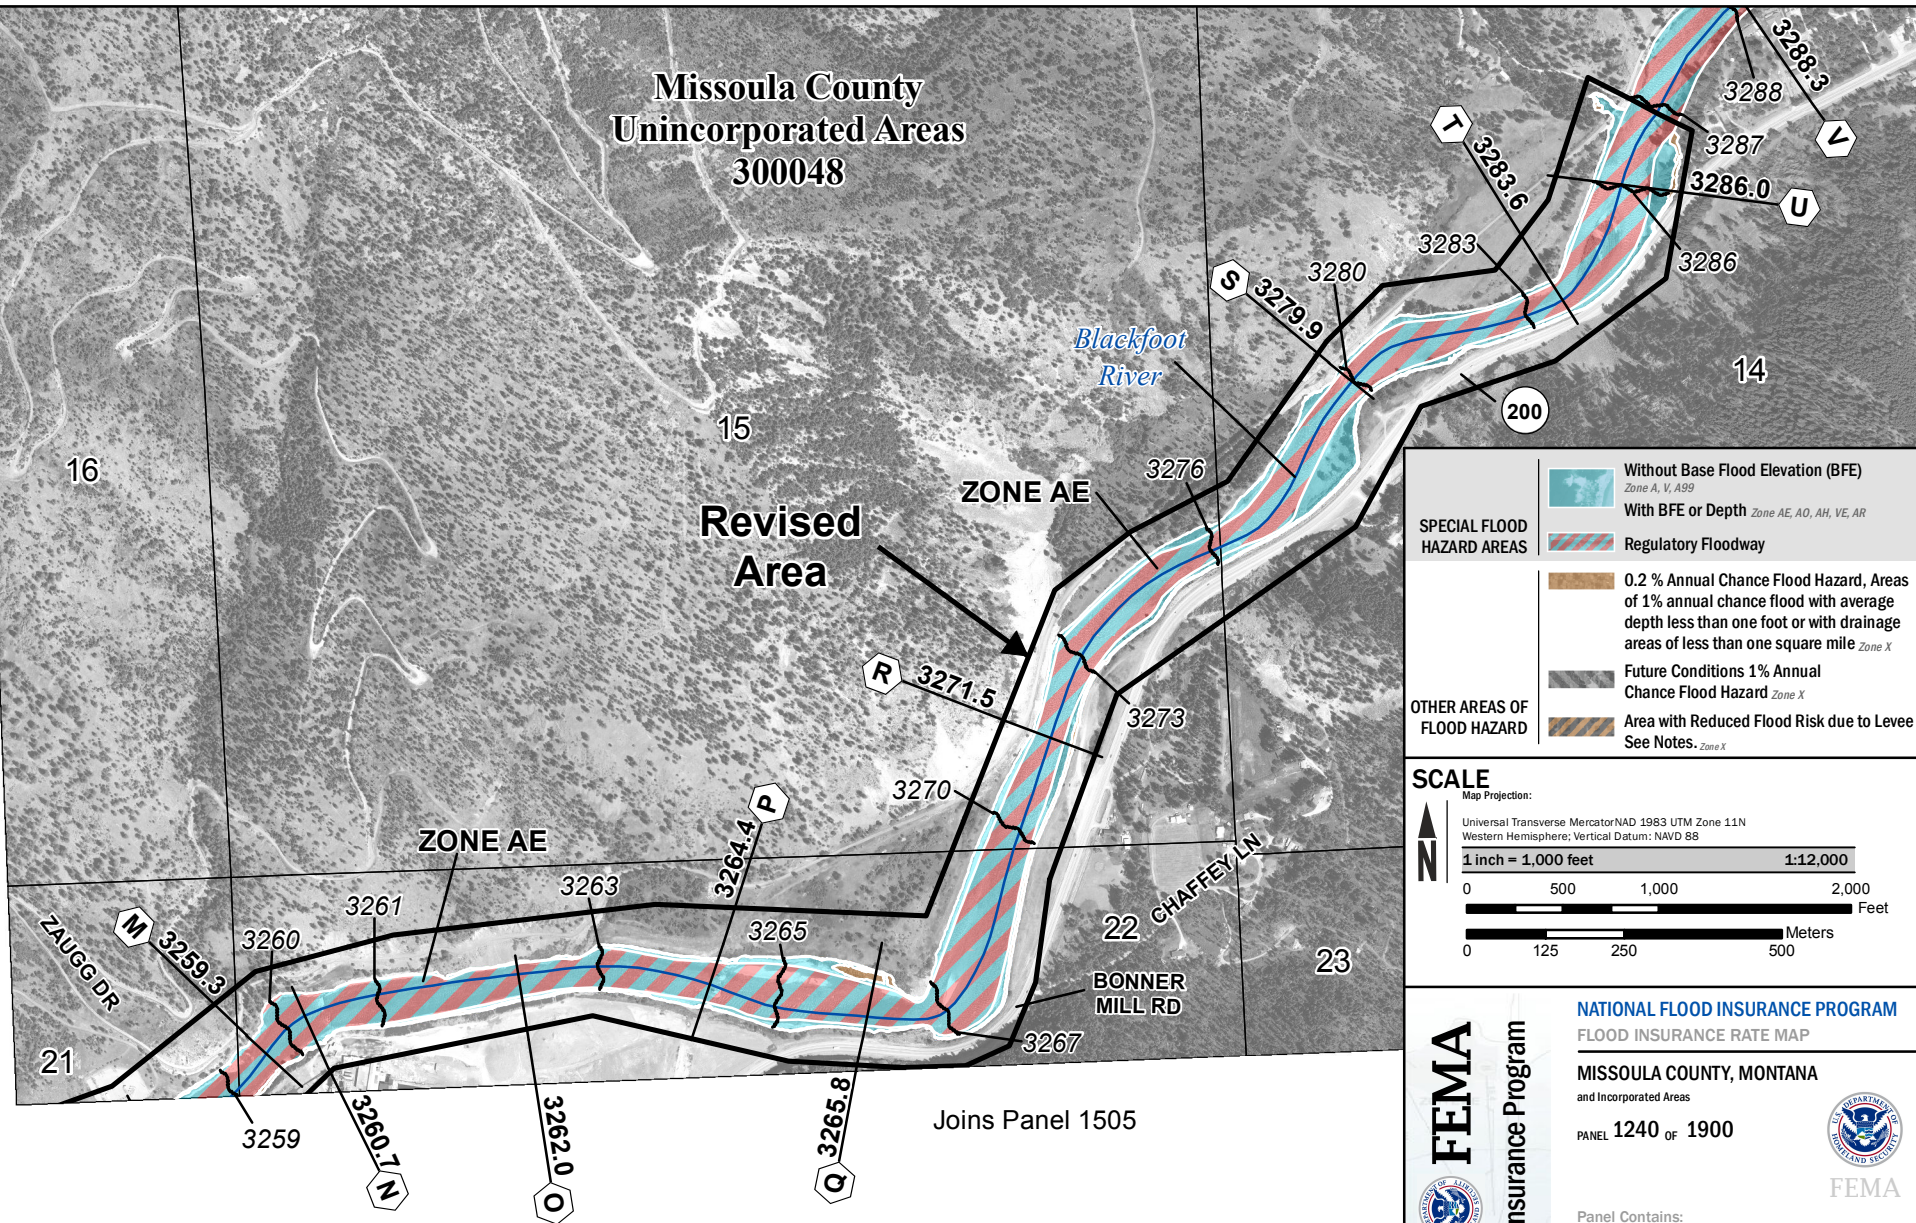 Missoula County
Unincorporated Areas
300048
3288.3
3288
V
3287
T
3283.6
3286.0
U
3286
3283
3280
S
3279.9
Blackfoot
River
14
200
15
16
3276
ZONE AE
Revised
Area
R
3271.5
3273
3270
P
3264.4
ZONE AE
3263
3261
3260
3265
M
3259.3
ZAUGG DR
CHAFFEY LN
22
23
BONNER
MILL RD
3267
21
3259
3260.7
N
3262.0
O
3265.8
Q
Joins Panel 1505
SPECIAL FLOOD
HAZARD AREAS
Without Base Flood Elevation (BFE)
Zone A, V, A99
With BFE or Depth Zone AE, AO, AH, VE, AR
Regulatory Floodway
OTHER AREAS OF
FLOOD HAZARD
0.2 % Annual Chance Flood Hazard, Areas
of 1% annual chance flood with average
depth less than one foot or with drainage
areas of less than one square mile Zone X
Future Conditions 1% Annual
Chance Flood Hazard Zone X
Area with Reduced Flood Risk due to Levee
See Notes. Zone X
SCALE
Map Projection:
Universal Transverse MercatorNAD 1983 UTM Zone 11N
Western Hemisphere; Vertical Datum: NAVD 88
N
1 inch = 1,000 feet 1:12,000
0 500 1,000 2,000
Feet
Meters
0 125 250 500
FEMA
nsurance Program
NATIONAL FLOOD INSURANCE PROGRAM
FLOOD INSURANCE RATE MAP
MISSOULA COUNTY, MONTANA
and Incorporated Areas
PANEL 1240 OF 1900
U.S. DEPARTMENT OF
HOMELAND SECURITY
FEMA
Panel Contains: